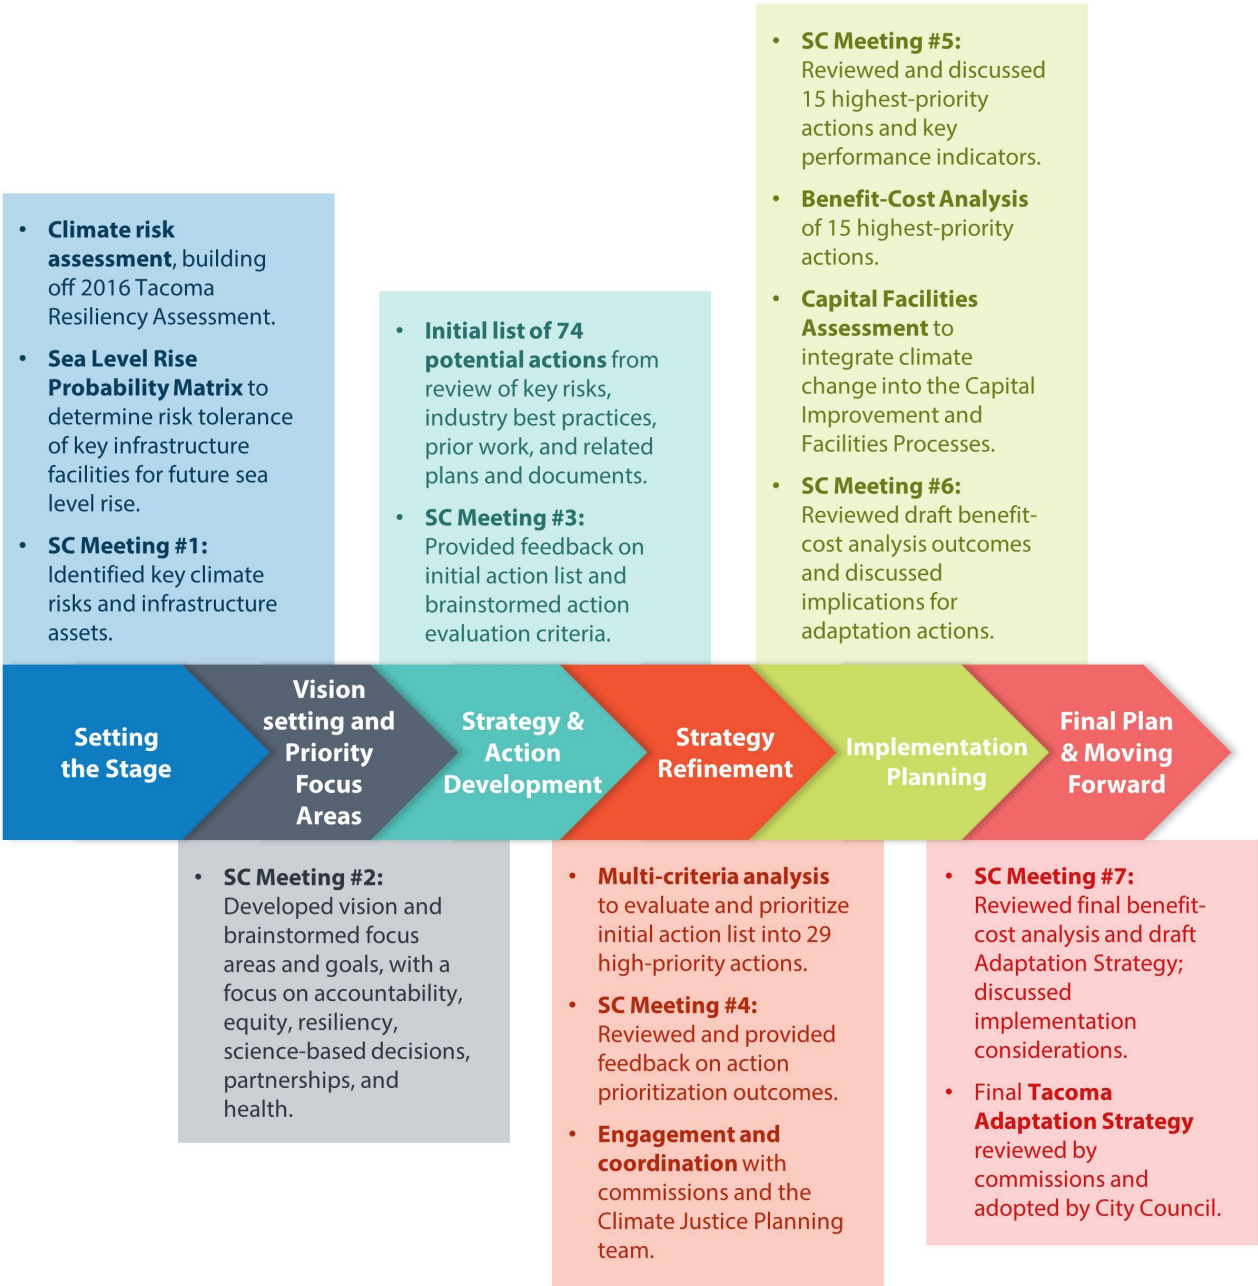 • Climate risk
assessment, building
off 2016 Tacoma
Resiliency Assessment.
• Sea Level Rise
Probability Matrix to
determine risk tolerance
of key infrastructure
facilities for future sea
level rise.
• SC Meeting #1:
Identified key climate
risks and infrastructure
assets.
• Initial list of 74
potential actions from
review of key risks,
industry best practices,
prior work, and related
plans and documents.
• SC Meeting #3:
Provided feedback on
initial action list and
brainstormed action
evaluation criteria.
• SC Meeting #5:
Reviewed and discussed
15 highest-priority
actions and key
performance indicators.
• Benefit-Cost Analysis
of 15 highest-priority
actions.
• Capital Facilities
Assessment to
integrate climate
change into the Capital
Improvement and
Facilities Processes.
• SC Meeting #6:
Reviewed draft benefit-
cost analysis outcomes
and discussed
implications for
adaptation actions.
Setting
the Stage
Vision
setting and
Priority
Focus
Areas
Strategy &
Action
Development
Strategy
Refinement
Implementation
Planning
Final Plan
& Moving
Forward
• SC Meeting #2:
Developed vision and
brainstormed focus
areas and goals, with a
focus on accountability,
equity, resiliency,
science-based decisions,
partnerships, and
health.
• Multi-criteria analysis
to evaluate and prioritize
initial action list into 29
high-priority actions.
• SC Meeting #4:
Reviewed and provided
feedback on action
prioritization outcomes.
• Engagement and
coordination with
commissions and the
Climate Justice Planning
team.
• SC Meeting #7:
Reviewed final benefit-
cost analysis and draft
Adaptation Strategy;
discussed
implementation
considerations.
• Final Tacoma
Adaptation Strategy
reviewed by
commissions and
adopted by City Council.